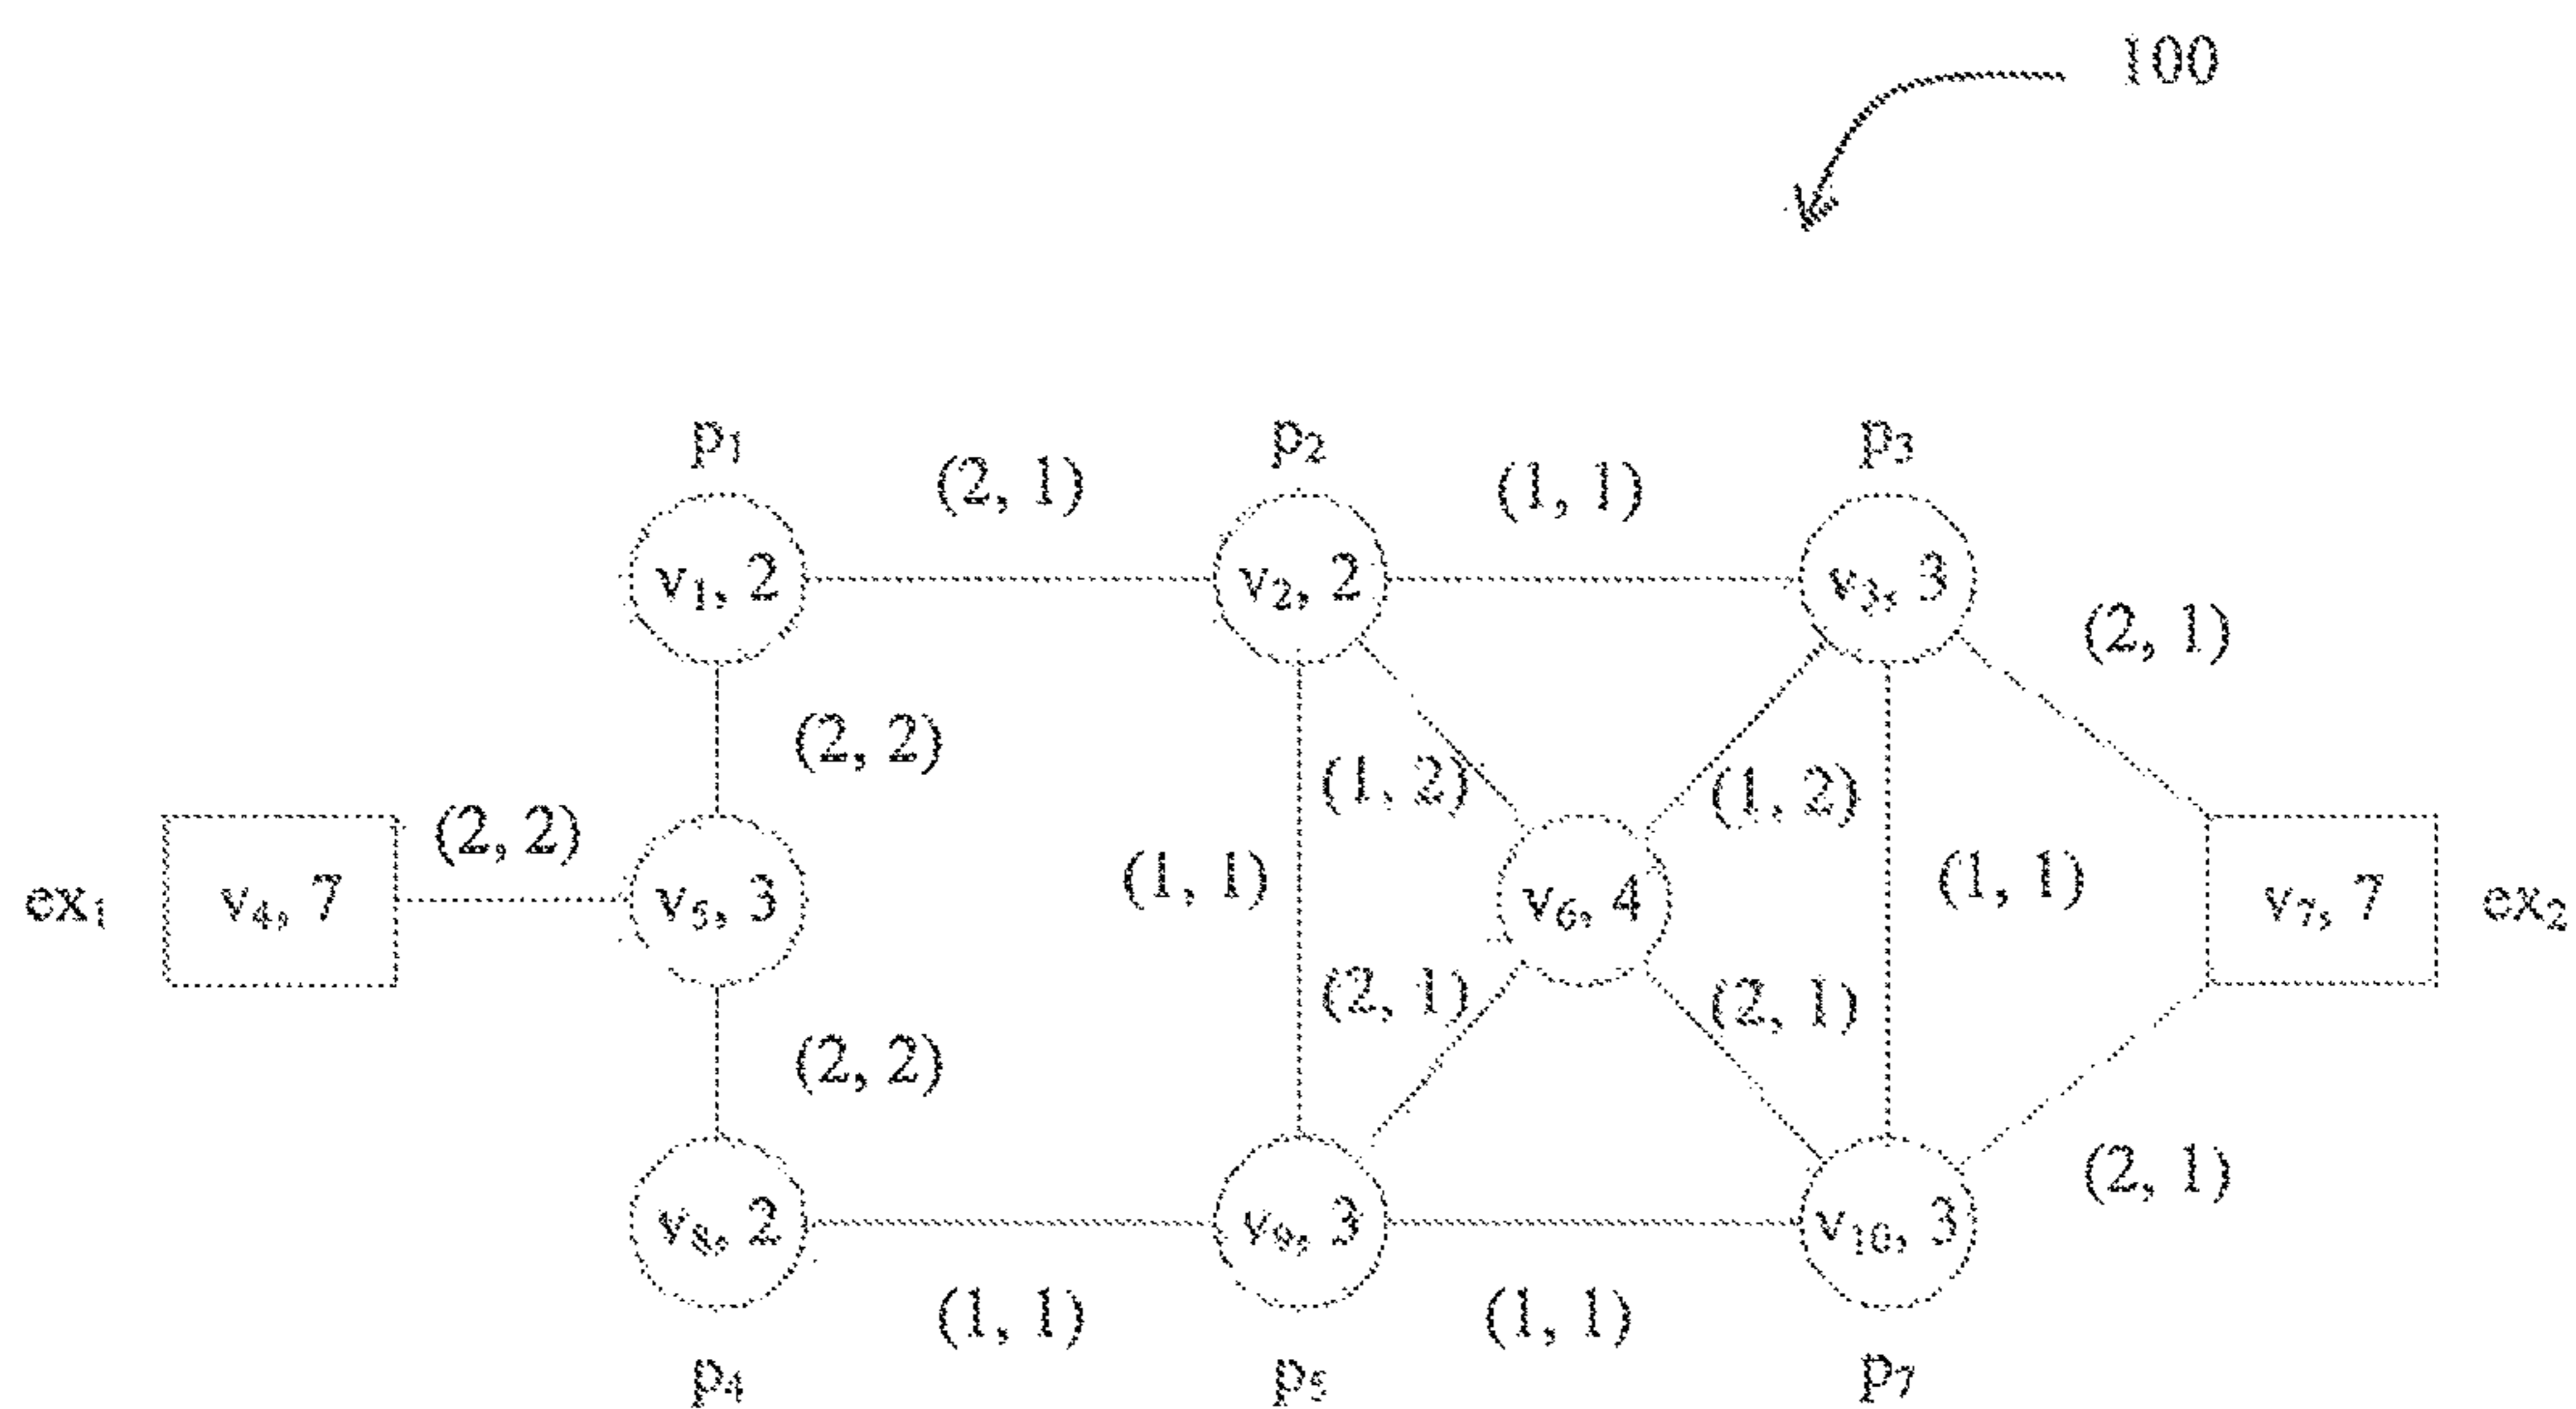 100
p₁ p₂ p₃
(2, 1) (1, 1)
v₁, 2 v₂, 2 v₃, 3
(2, 1)
(2, 2) (1, 2) (1, 2)
(2, 2) (1, 1) (1, 1)
ex₁ v₄, 7 v₅, 3 v₆, 4 v₇, 7 ex₂
(2, 1) (2, 1)
(2, 2)
(2, 1)
v₈, 2 v₉, 3 v₁₀, 3
(1, 1) (1, 1)
p₄ p₅ p₇